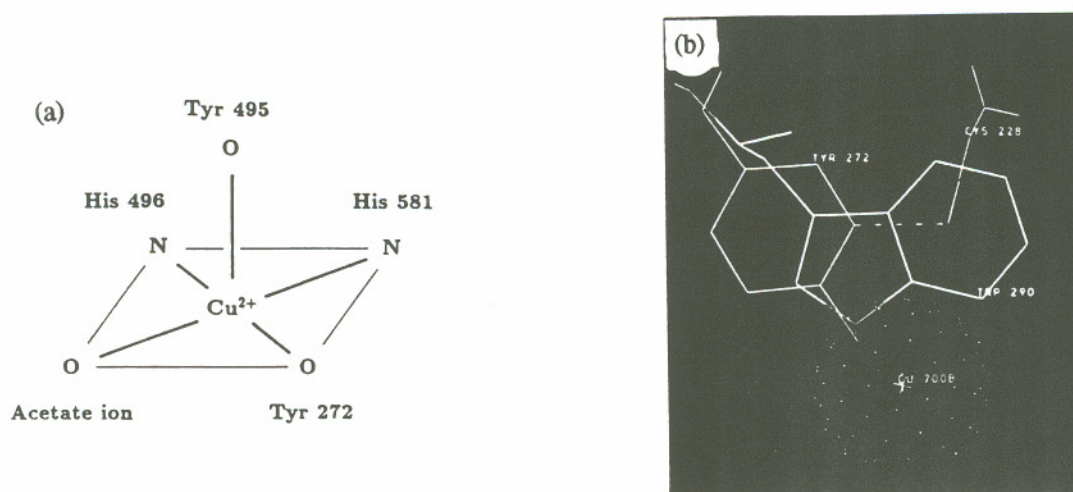 (a)
Tyr 495
O
His 496
His 581
N
N
Cu²⁺
O
O
Acetate ion
Tyr 272
(b)
CYS 228
TYR 272
TRP 290
CU 700B